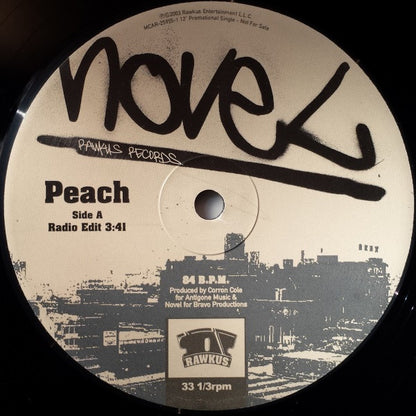 ℗©2003 Rawkus Entertainment L.L.C.
MCAR-25955-1 12" Promotional Single - Not For Sale
NOVEL
RAWKUS RECORDS
Peach
Side A
Radio Edit 3:41
84 B.P.M.
Produced by Corron Cole
for Antigone Music &
Novel for Bravo Productions
RAWKUS
33 1/3rpm